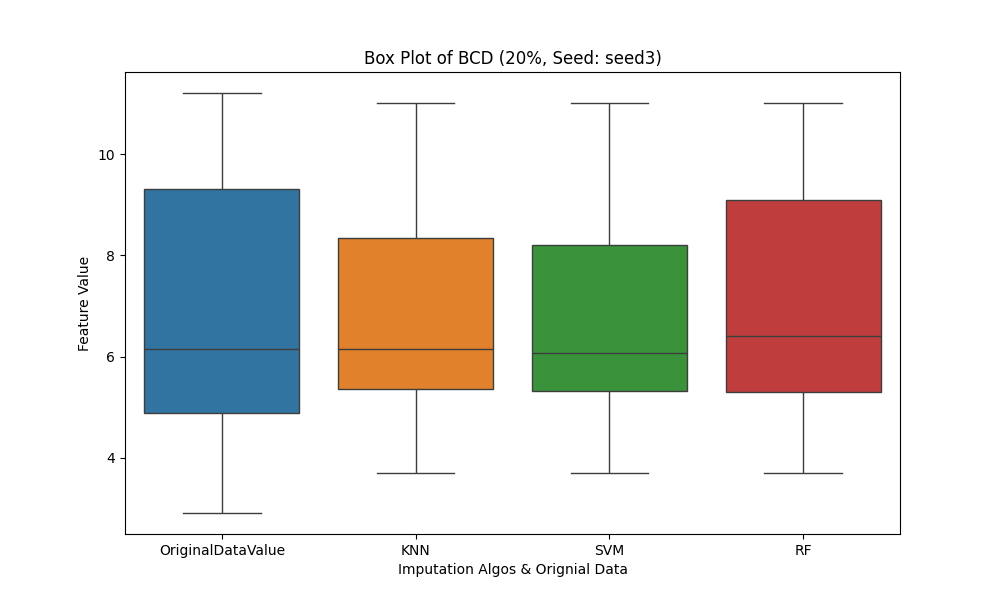 Box Plot of BCD (20%, Seed: seed3)
10
8
6
4
Feature Value
OriginalDataValue KNN SVM RF
Imputation Algos & Orignial Data